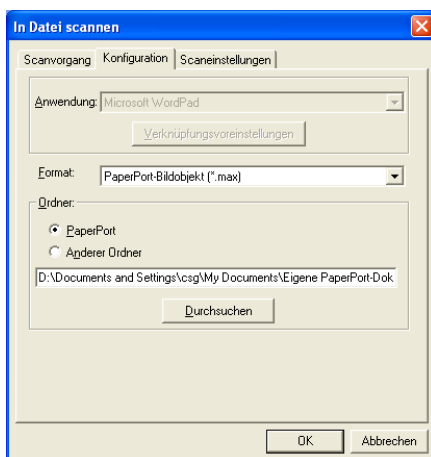 In Datei scannen
Scanvorgang Konfiguration Scaneinstellungen
Anwendung: Microsoft WordPad
Verknüpfungsvoreinstellungen
Format: PaperPort-Bildobjekt (*.max)
Ordner:
PaperPort
Anderer Ordner
D:\Documents and Settings\csg\My Documents\Eigene PaperPort-Dok
Durchsuchen
OK Abbrechen